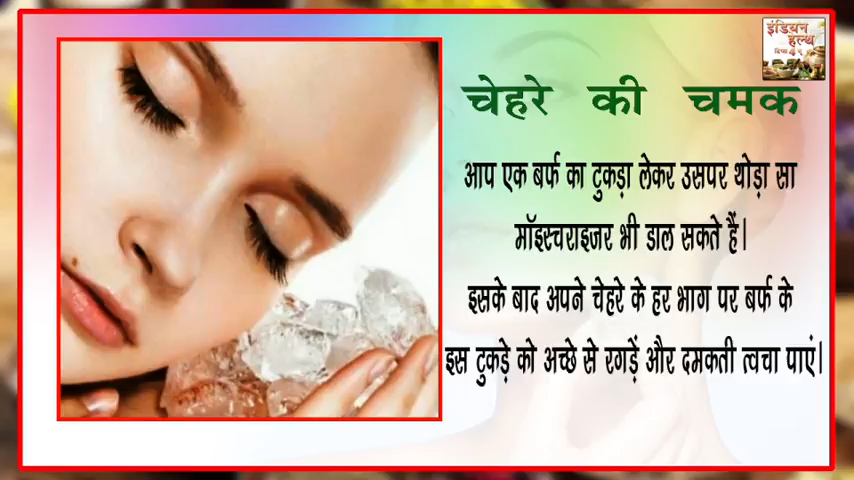 इंडियन
हेल्थ
चेहरे की चमक
आप एक बर्फ का टुकड़ा लेकर उसपर थोड़ा सा
मॉइस्चराइजर भी डाल सकते हैं।
इसके बाद अपने चेहरे के हर भाग पर बर्फ के
इस टुकड़े को अच्छे से रगड़ें और दमकती त्वचा पाएं।